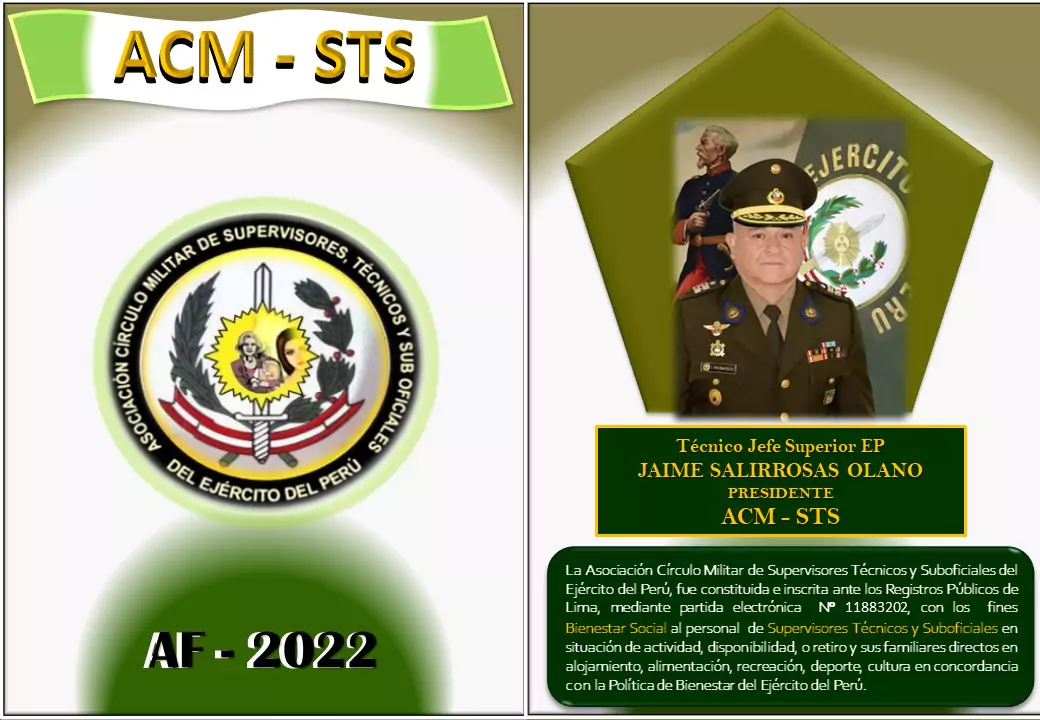 ACM - STS
ASOCIACIÓN CÍRCULO MILITAR DE SUPERVISORES, TÉCNICOS Y SUB OFICIALES
DEL EJÉRCITO DEL PERÚ
AF - 2022
EJERCITO
PERU
Técnico Jefe Superior EP
JAIME SALIRROSAS OLANO
PRESIDENTE
ACM - STS
La Asociación Círculo Militar de Supervisores Técnicos y Suboficiales del
Ejército del Perú, fue constituida e inscrita ante los Registros Públicos de
Lima, mediante partida electrónica Nº 11883202, con los fines
Bienestar Social al personal de Supervisores Técnicos y Suboficiales en
situación de actividad, disponibilidad, o retiro y sus familiares directos en
alojamiento, alimentación, recreación, deporte, cultura en concordancia
con la Política de Bienestar del Ejército del Perú.